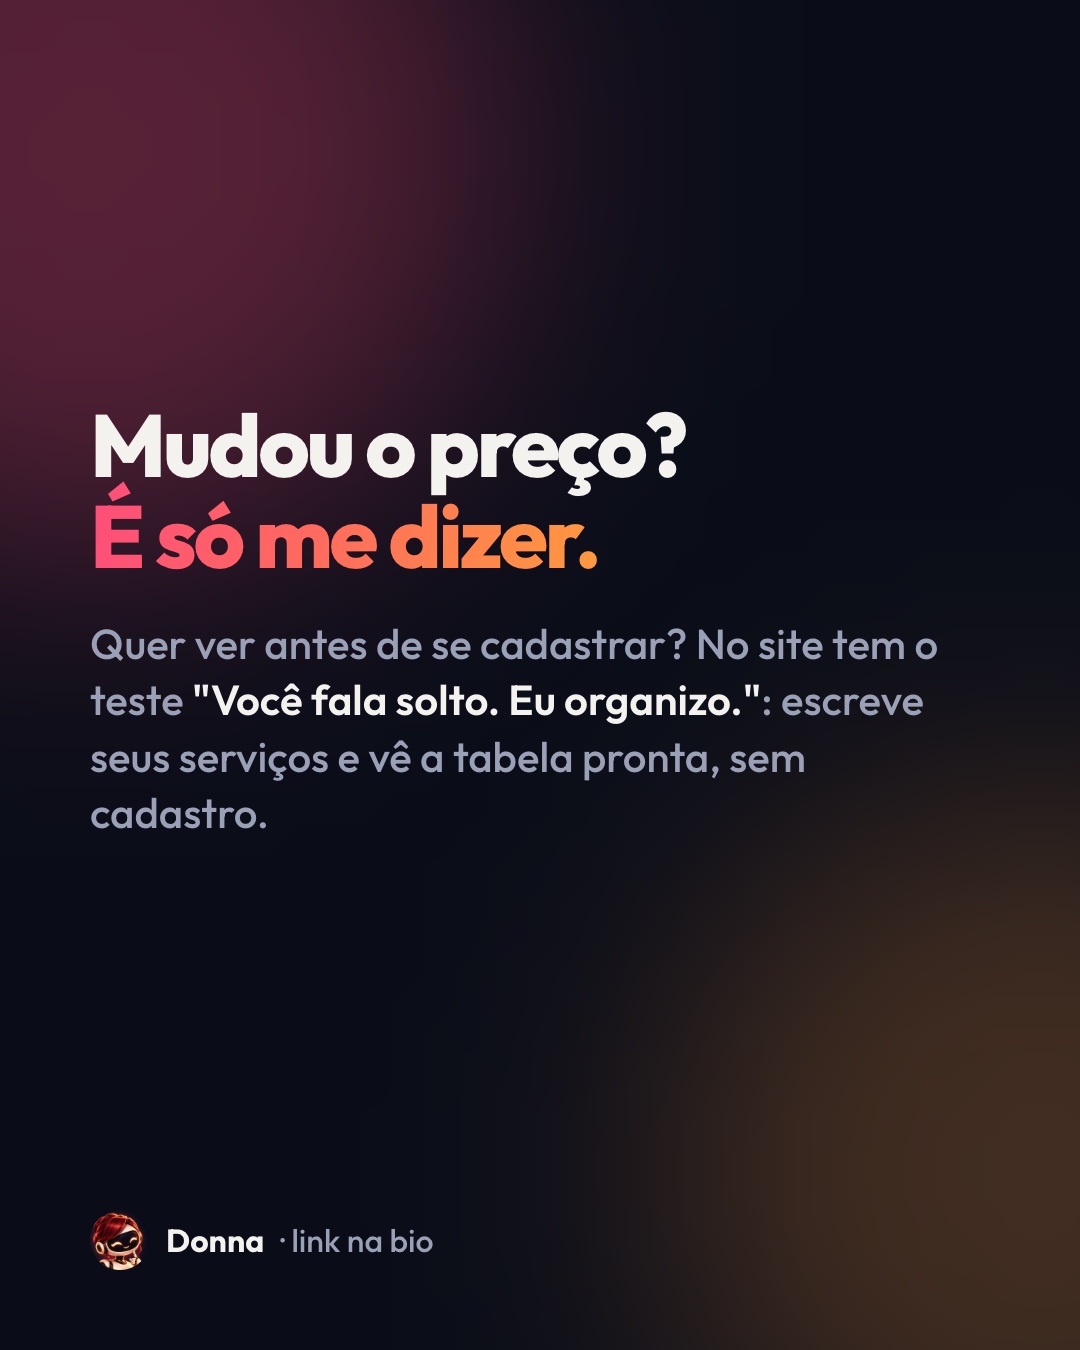 Mudou o preço?
É só me dizer.
Quer ver antes de se cadastrar? No site tem o
teste "Você fala solto. Eu organizo.": escreve
seus serviços e vê a tabela pronta, sem
cadastro.
Donna · link na bio